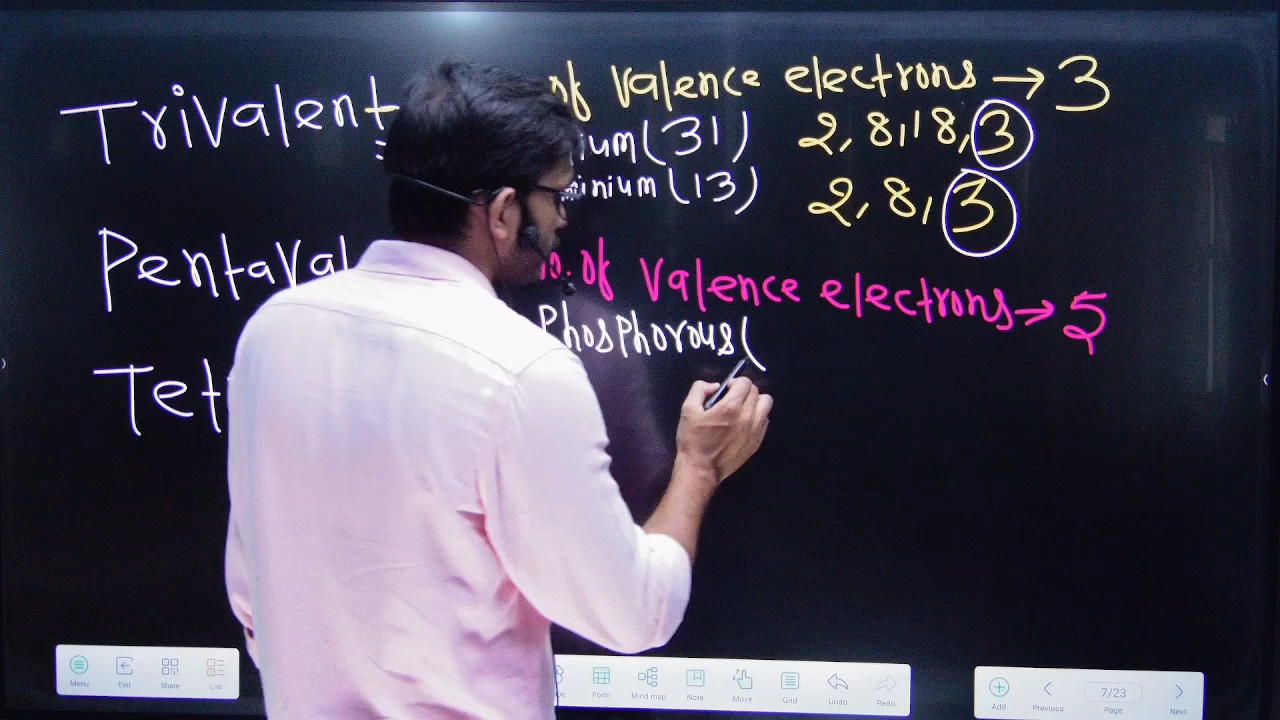 Trivalent of Valence electrons → 3
ium(31) 2, 8, 18, 3
inium (13) 2, 8, 3
Pentaval o. of Valence electrons → 5
Phosphorous(
Tet
Menu Exit Share List Form Mind map Note Move Grid Undo Redo Add Previous 7/23 Page Next